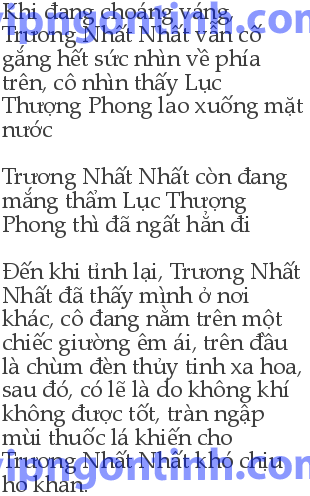 Khi đang choáng váng,
Trương Nhất Nhất vẫn cố
gắng hết sức nhìn về phía
trên, cô nhìn thấy Lục
Thượng Phong lao xuống mặt
nước
Trương Nhất Nhất còn đang
mắng thầm Lục Thượng
Phong thì đã ngất hẳn đi
Đến khi tỉnh lại, Trương Nhất
Nhất đã thấy mình ở nơi
khác, cô đang nằm trên một
chiếc giường êm ái, trên đầu
là chùm đèn thủy tinh xa hoa,
sau đó, có lẽ là do không khí
không được tốt, tràn ngập
mùi thuốc lá khiến cho
Trương Nhất Nhất khó chịu
ho khan.
vipngontinh.com